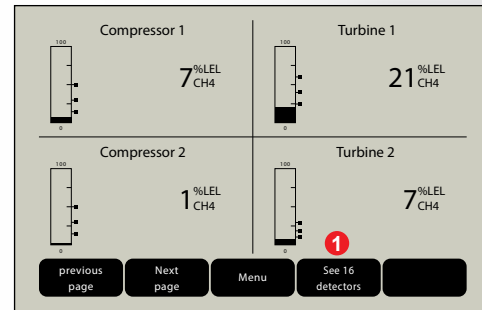 Compressor 1
100
7 %LEL
CH4
0
Turbine 1
100
21 %LEL
CH4
0
Compressor 2
100
1 %LEL
CH4
0
Turbine 2
100
7 %LEL
CH4
0
1
previous
page
Next
page
Menu
See 16
detectors